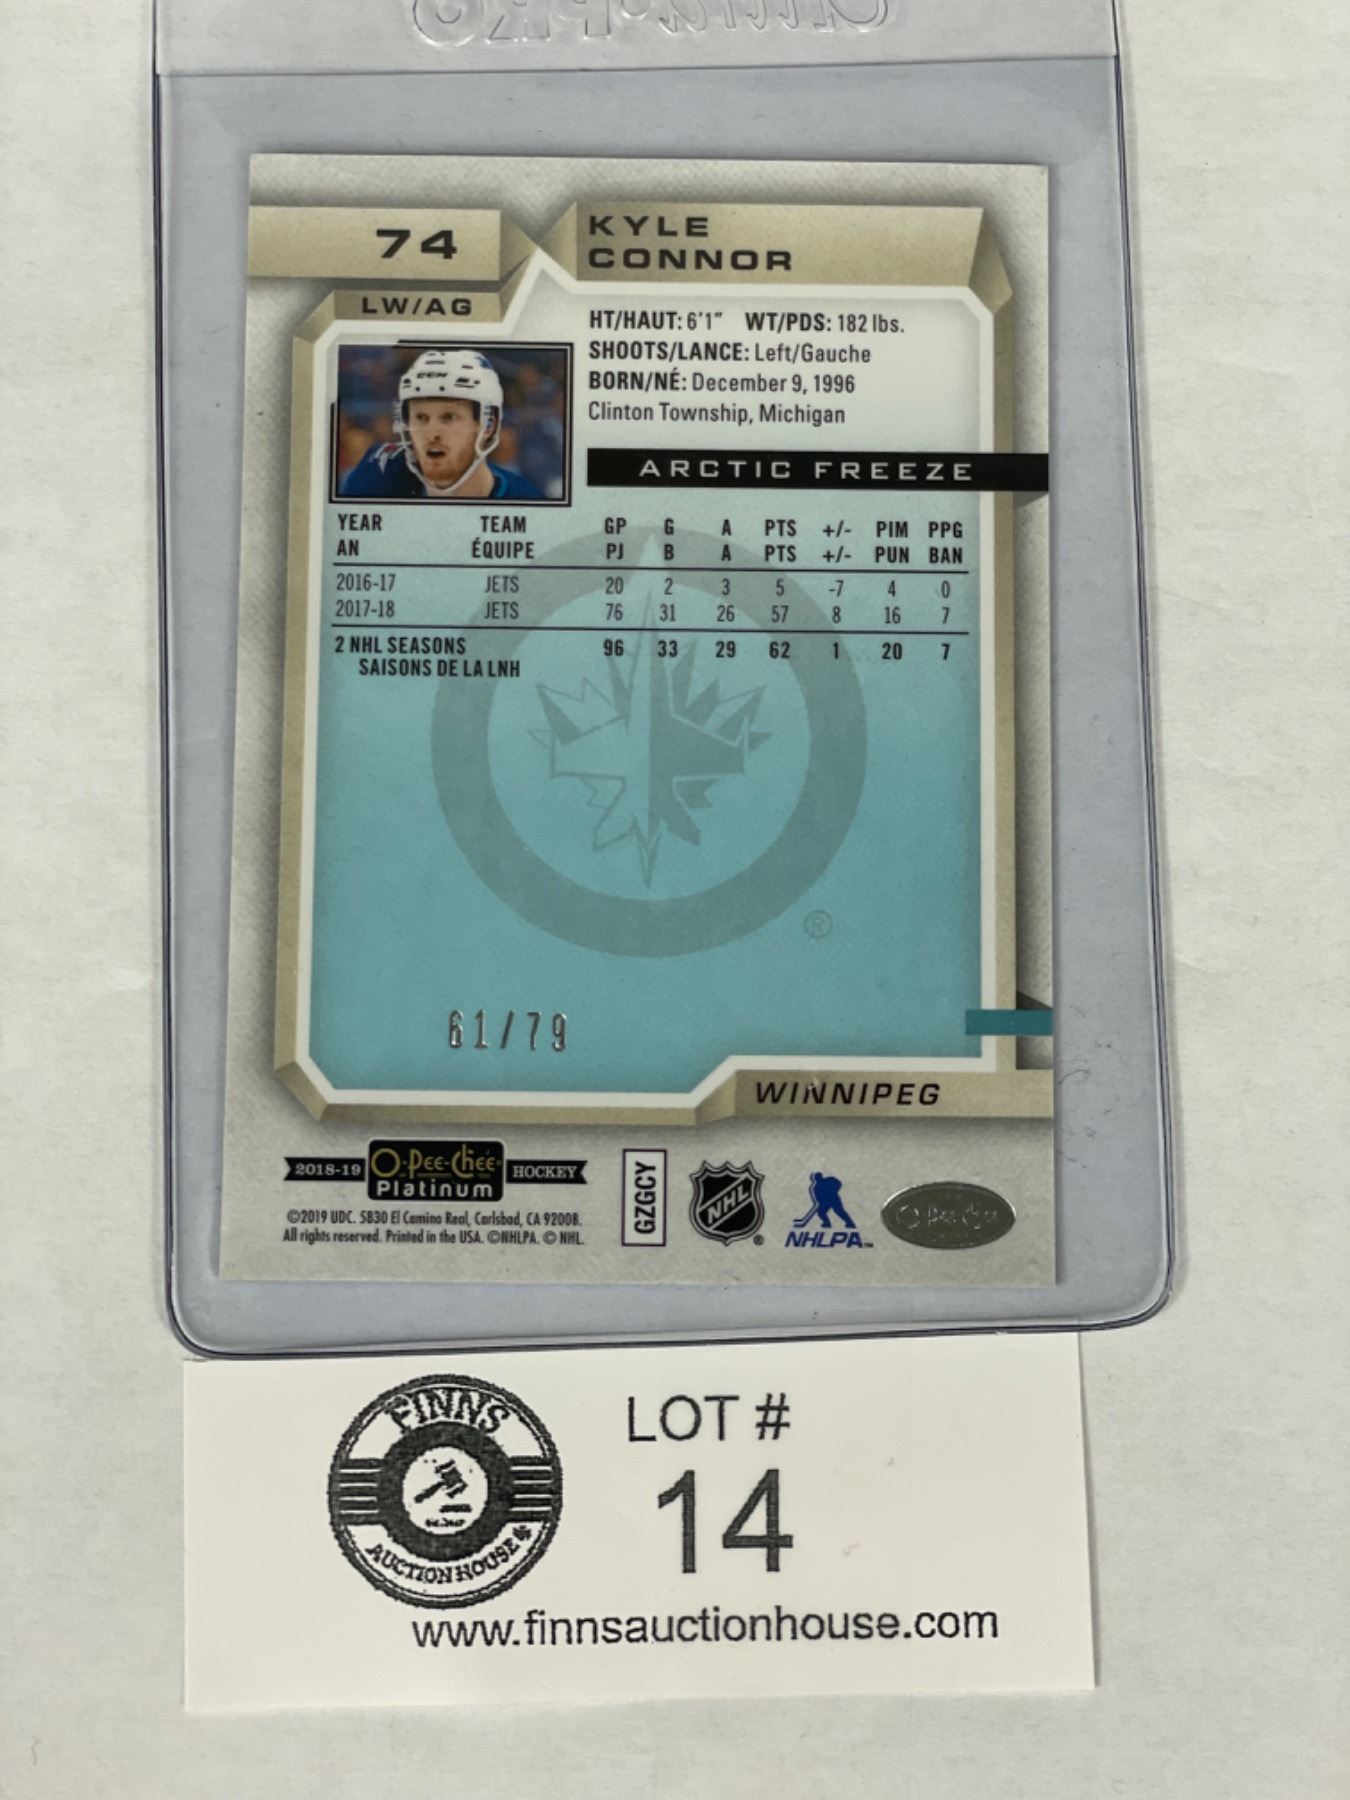 74
KYLE
CONNOR
LW/AG
HT/HAUT: 6'1" WT/PDS: 182 lbs.
SHOOTS/LANCE: Left/Gauche
BORN/NÉ: December 9, 1996
Clinton Township, Michigan
CCM
ARCTIC FREEZE
YEAR TEAM GP G A PTS +/- PIM PPG
AN ÉQUIPE PJ B A PTS +/- PUN BAN
2016-17 JETS 20 2 3 5 -7 4 0
2017-18 JETS 76 31 26 57 8 16 7
2 NHL SEASONS 96 33 29 62 1 20 7
SAISONS DE LA LNH
®
61/79
WINNIPEG
2018-19 O-Pee-Chee Platinum HOCKEY
©2019 UDC. 5830 El Camino Real, Carlsbad, CA 92008.
All rights reserved. Printed in the USA. ©NHLPA. © NHL.
GZGCY
NHL ®
NHLPA™
O-Pee-Chee
FINNS
AUCTION HOUSE
LOT #
14
www.finnsauctionhouse.com